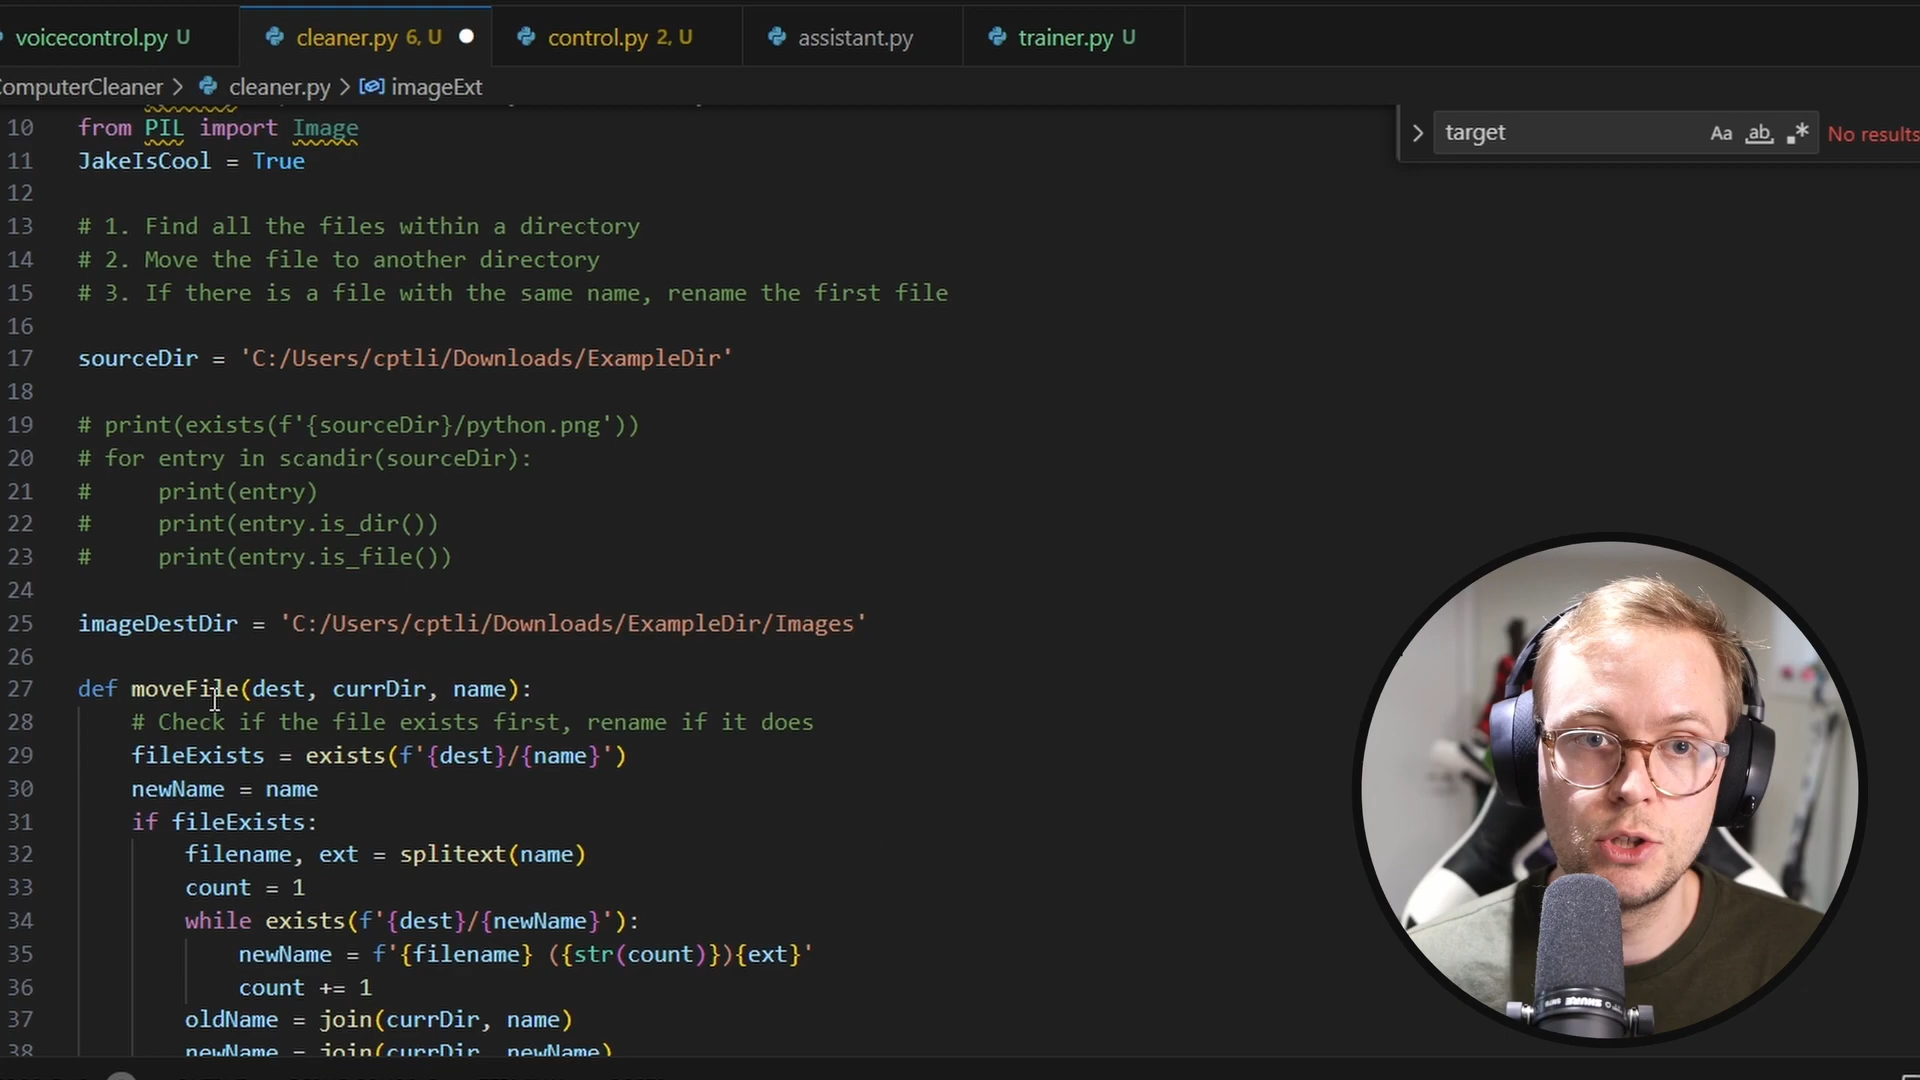 voicecontrol.py U
cleaner.py 6, U
control.py 2, U
assistant.py
trainer.py U
omputerCleaner > cleaner.py > imageExt
target
Aa ab .* No results
10 from PIL import Image
11 JakeIsCool = True
12
13 # 1. Find all the files within a directory
14 # 2. Move the file to another directory
15 # 3. If there is a file with the same name, rename the first file
16
17 sourceDir = 'C:/Users/cptli/Downloads/ExampleDir'
18
19 # print(exists(f'{sourceDir}/python.png'))
20 # for entry in scandir(sourceDir):
21 #     print(entry)
22 #     print(entry.is_dir())
23 #     print(entry.is_file())
24
25 imageDestDir = 'C:/Users/cptli/Downloads/ExampleDir/Images'
26
27 def moveFile(dest, currDir, name):
28     # Check if the file exists first, rename if it does
29     fileExists = exists(f'{dest}/{name}')
30     newName = name
31     if fileExists:
32         filename, ext = splitext(name)
33         count = 1
34         while exists(f'{dest}/{newName}'):
35             newName = f'{filename} ({str(count)}){ext}'
36             count += 1
37         oldName = join(currDir, name)
38         newName = join(currDir, newName)
SHURE